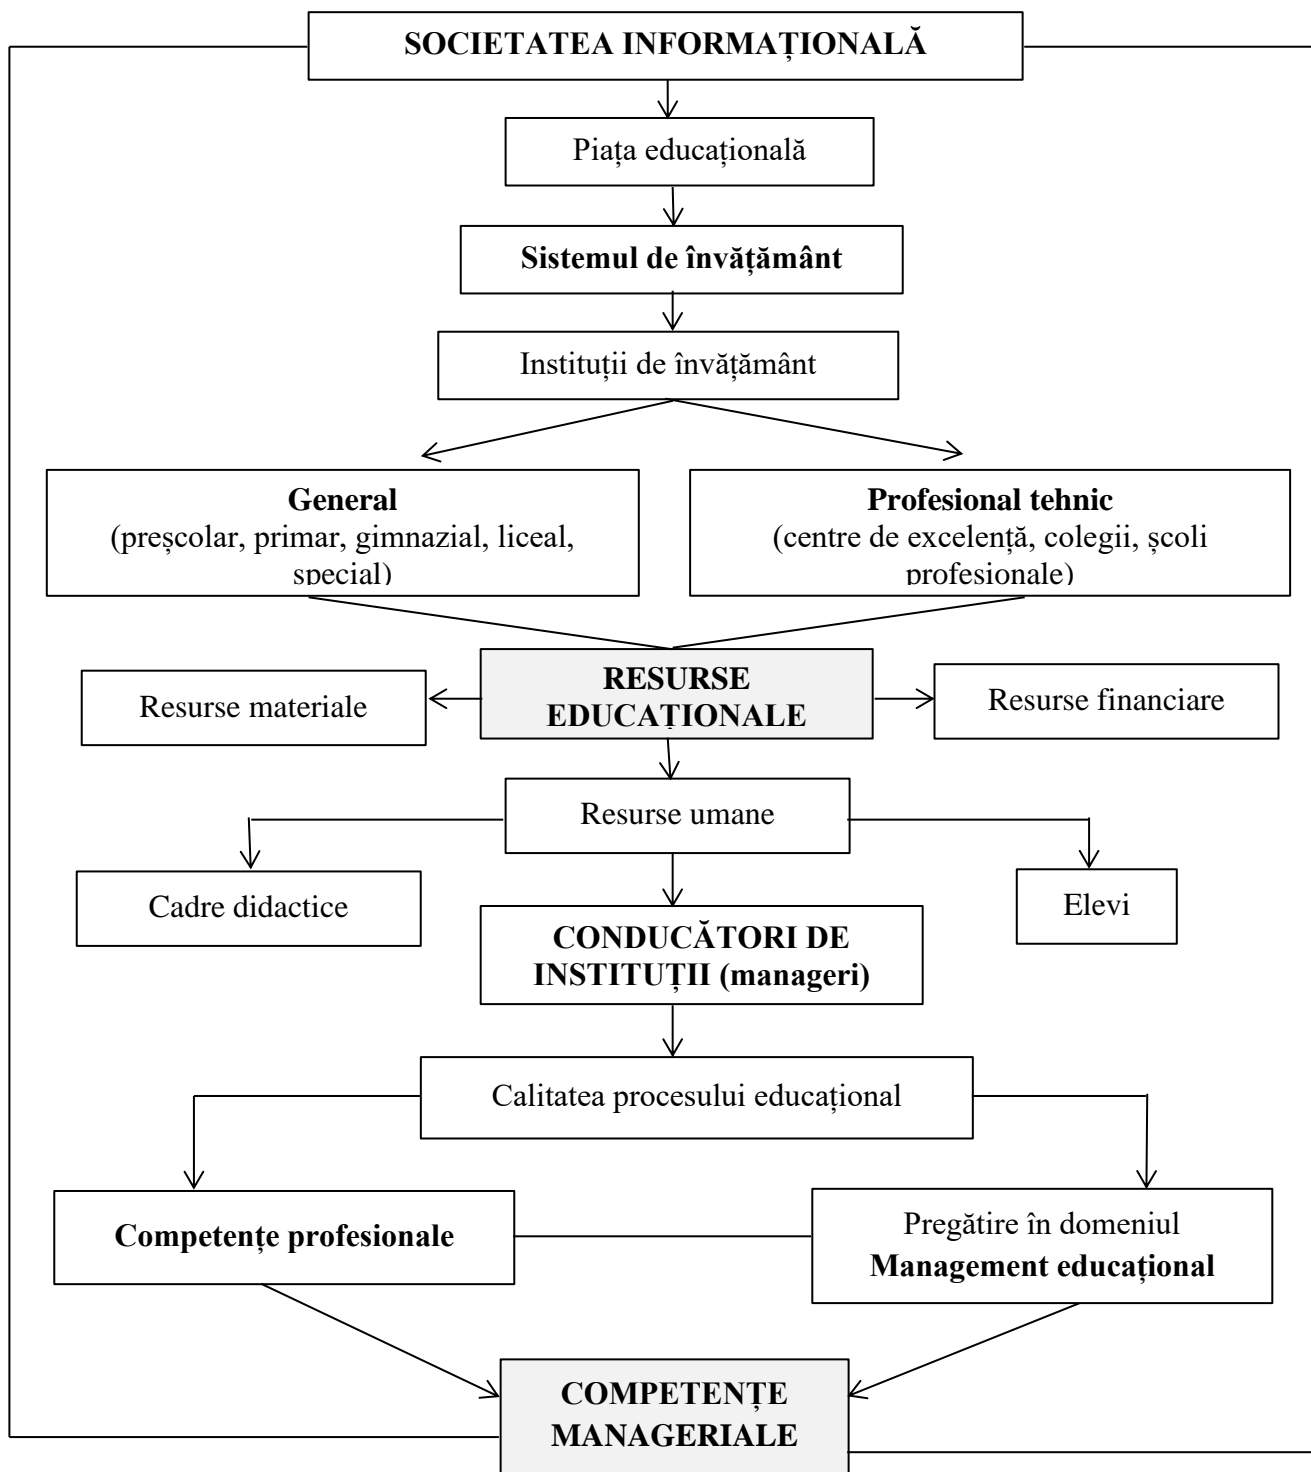 SOCIETATEA INFORMAȚIONALĂ
Piața educațională
Sistemul de învățământ
Instituții de învățământ
General
(preșcolar, primar, gimnazial, liceal,
special)
Profesional tehnic
(centre de excelență, colegii, școli
profesionale)
RESURSE
EDUCAȚIONALE
Resurse materiale
Resurse financiare
Resurse umane
Cadre didactice
Elevi
CONDUCĂTORI DE
INSTITUȚII (manageri)
Calitatea procesului educațional
Competențe profesionale
Pregătire în domeniul
Management educațional
COMPETENȚE
MANAGERIALE